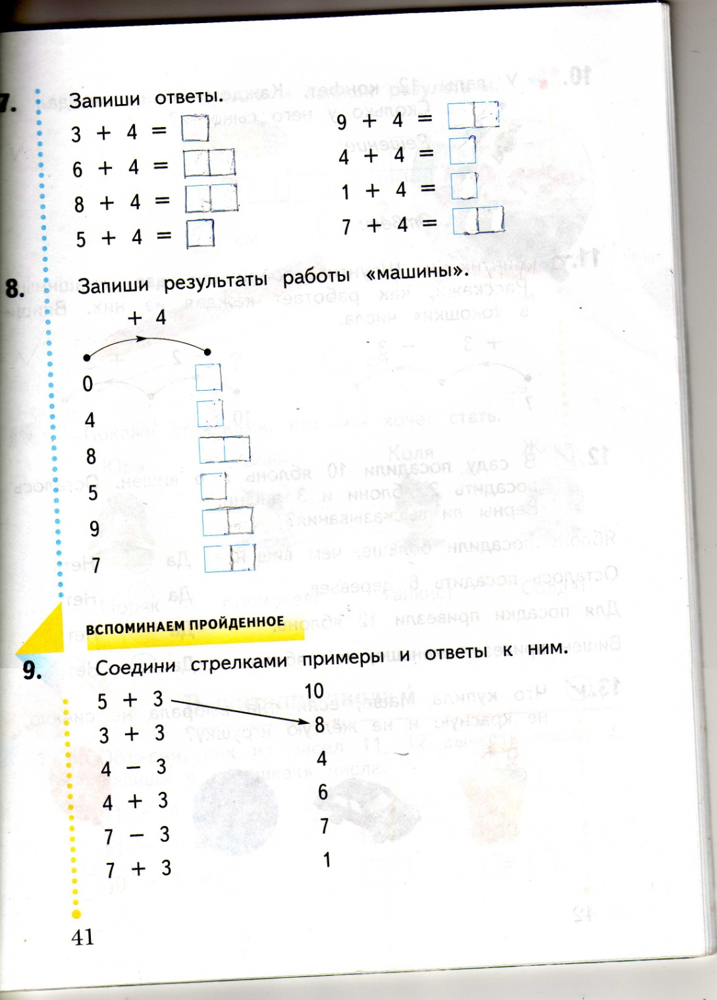 7. Запиши ответы.
3 + 4 =
6 + 4 =
8 + 4 =
5 + 4 =
9 + 4 =
4 + 4 =
1 + 4 =
7 + 4 =
8. Запиши результаты работы «машины».
+ 4
0
4
8
5
9
7
ВСПОМИНАЕМ ПРОЙДЕННОЕ
9. Соедини стрелками примеры и ответы к ним.
5 + 3 10
3 + 3 8
4 − 3 4
4 + 3 6
7 − 3 7
7 + 3 1
41